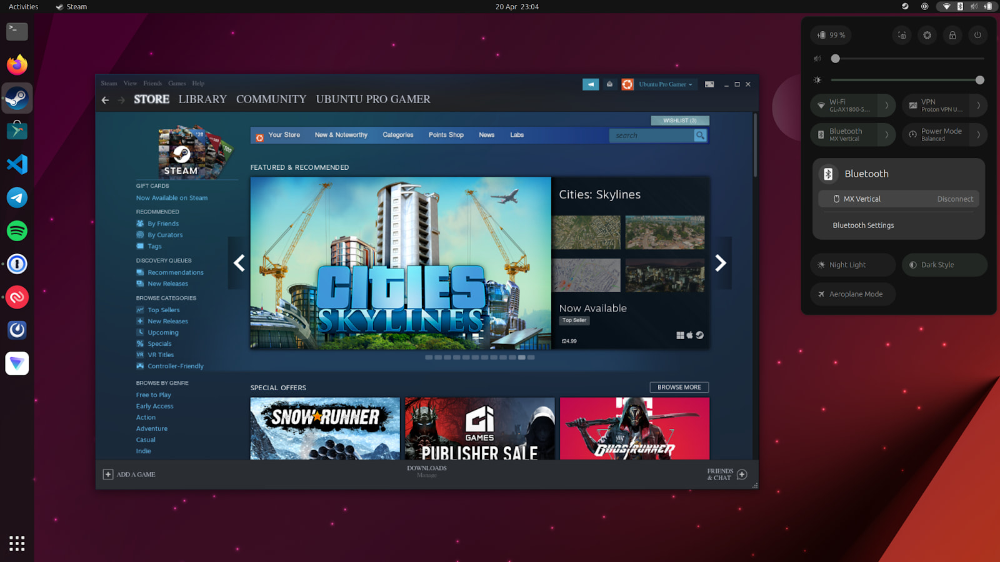 Activities
Steam
20 Apr 23:04
99 %
Wi-Fi
GL-AX1800-5...
VPN
Proton VPN U...
Bluetooth
MX Vertical
Power Mode
Balanced
Bluetooth
MX Vertical
Disconnect
Bluetooth Settings
Night Light
Dark Style
Aeroplane Mode
Steam View Friends Games Help
Ubuntu Pro Gamer
STORE LIBRARY COMMUNITY UBUNTU PRO GAMER
WISHLIST (3)
Your Store New & Noteworthy Categories Points Shop News Labs
search
STEAM
GIFT CARDS
Now Available on Steam
RECOMMENDED
By Friends
By Curators
Tags
DISCOVERY QUEUES
Recommendations
New Releases
BROWSE CATEGORIES
Top Sellers
New Releases
Upcoming
Specials
VR VR Titles
Controller-Friendly
BROWSE BY GENRE
Free to Play
Early Access
Action
Adventure
Casual
Indie
FEATURED & RECOMMENDED
CITIES
SKYLINES
Cities: Skylines
Now Available
Top Seller
£24.99
SPECIAL OFFERS
BROWSE MORE
SNOWRUNNER
CI
GAMES
PUBLISHER SALE
GHOSTRUNNER
ADD A GAME
DOWNLOADS
Manage
FRIENDS
& CHAT